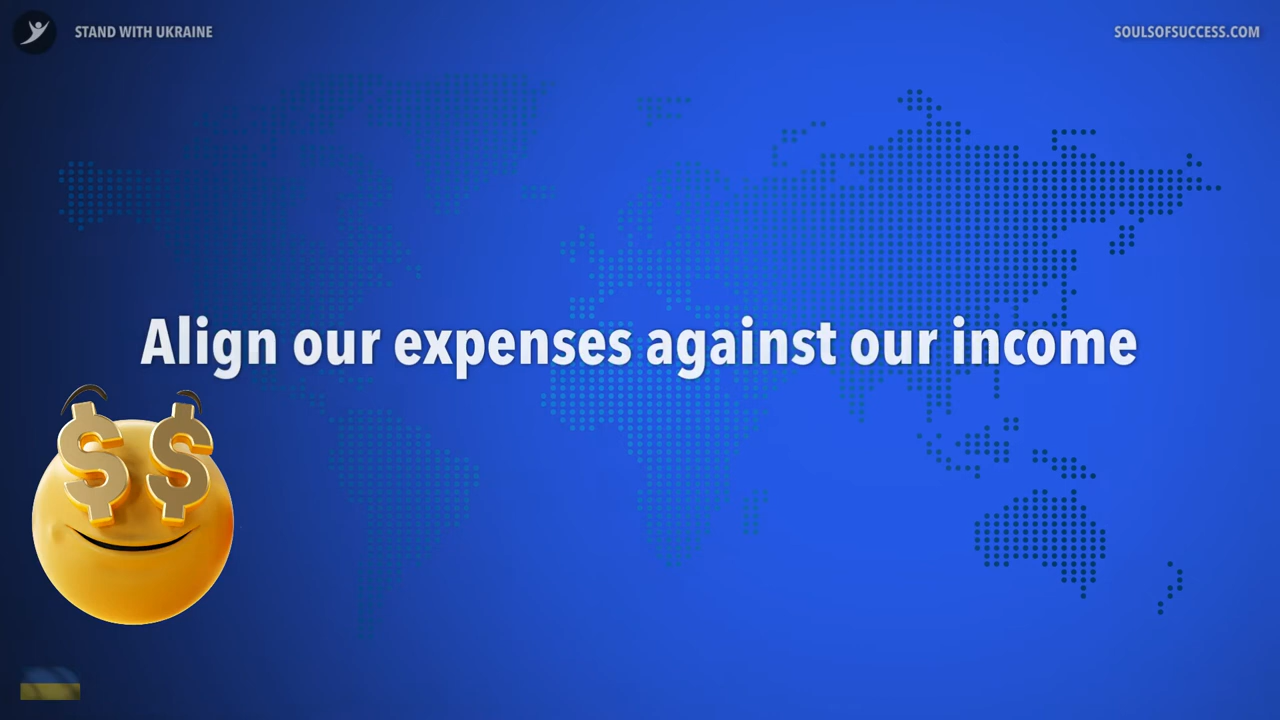 STAND WITH UKRAINE
SOULSOFSUCCESS.COM
Align our expenses against our income